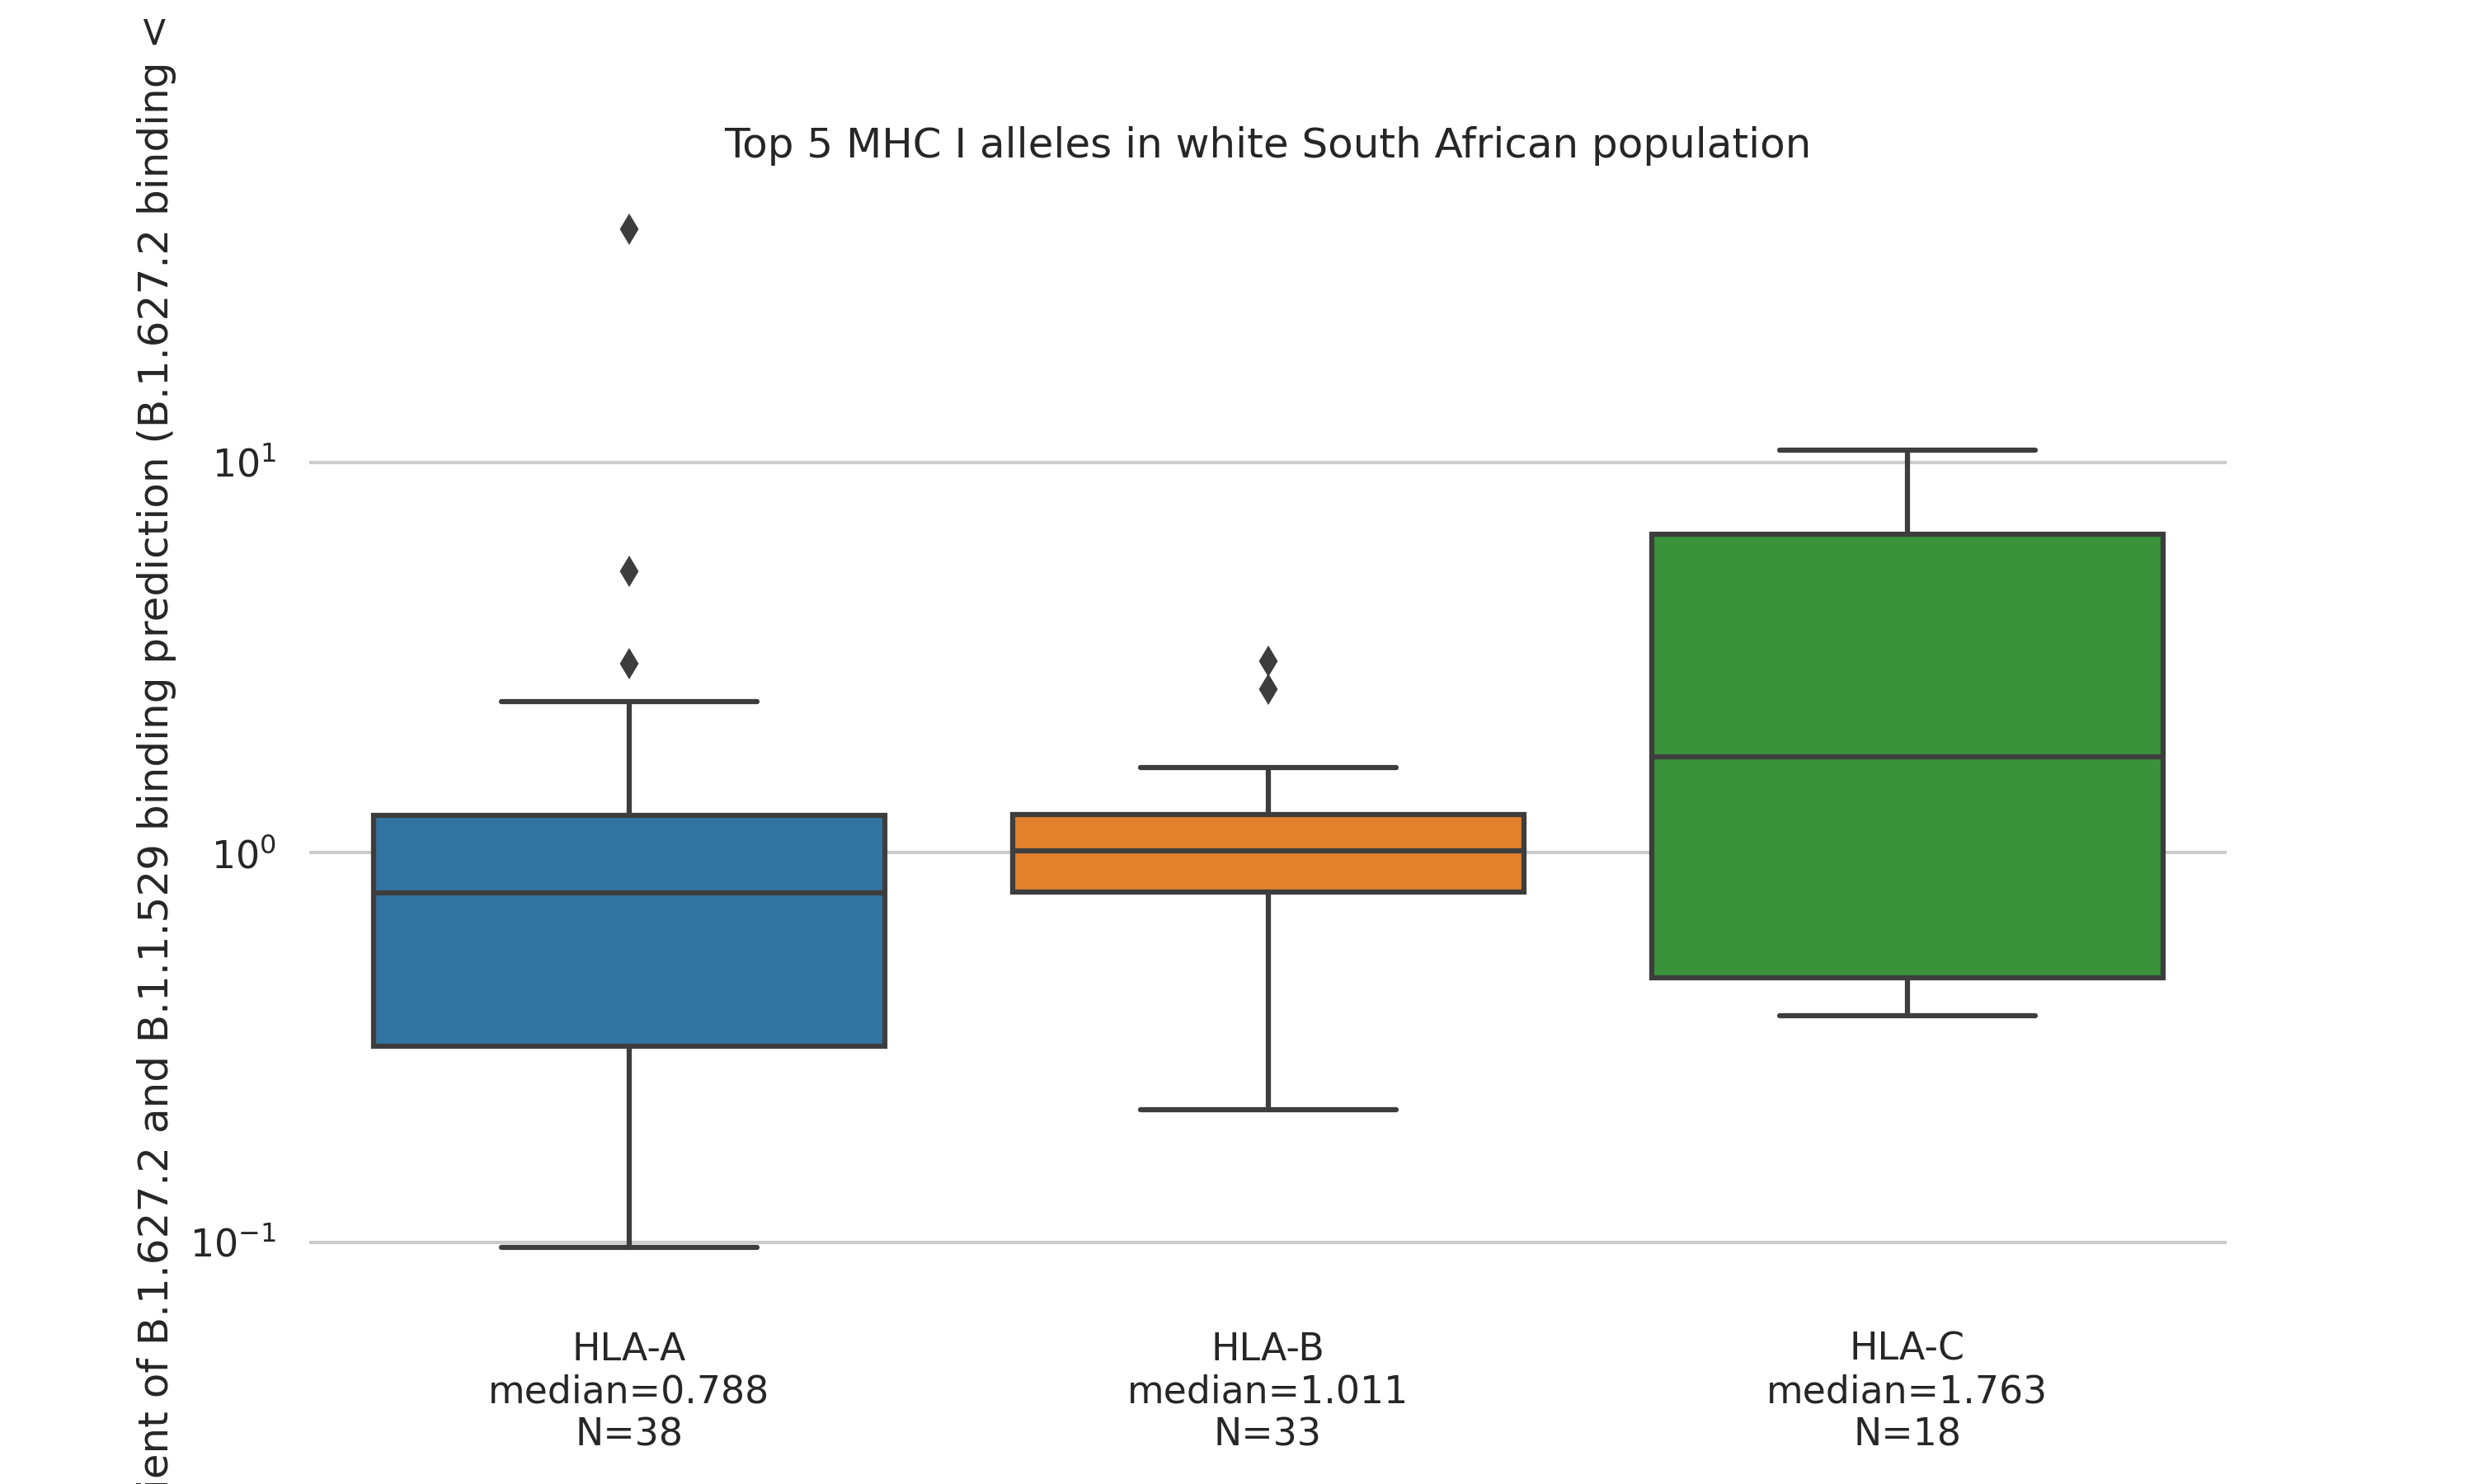 Top 5 MHC I alleles in white South African population
of B.1.627.2 and B.1.1.529 binding prediction (B.1.627.2 binding <
10¹
10⁰
10⁻¹
HLA-A
median=0.788
N=38
HLA-B
median=1.011
N=33
HLA-C
median=1.763
N=18